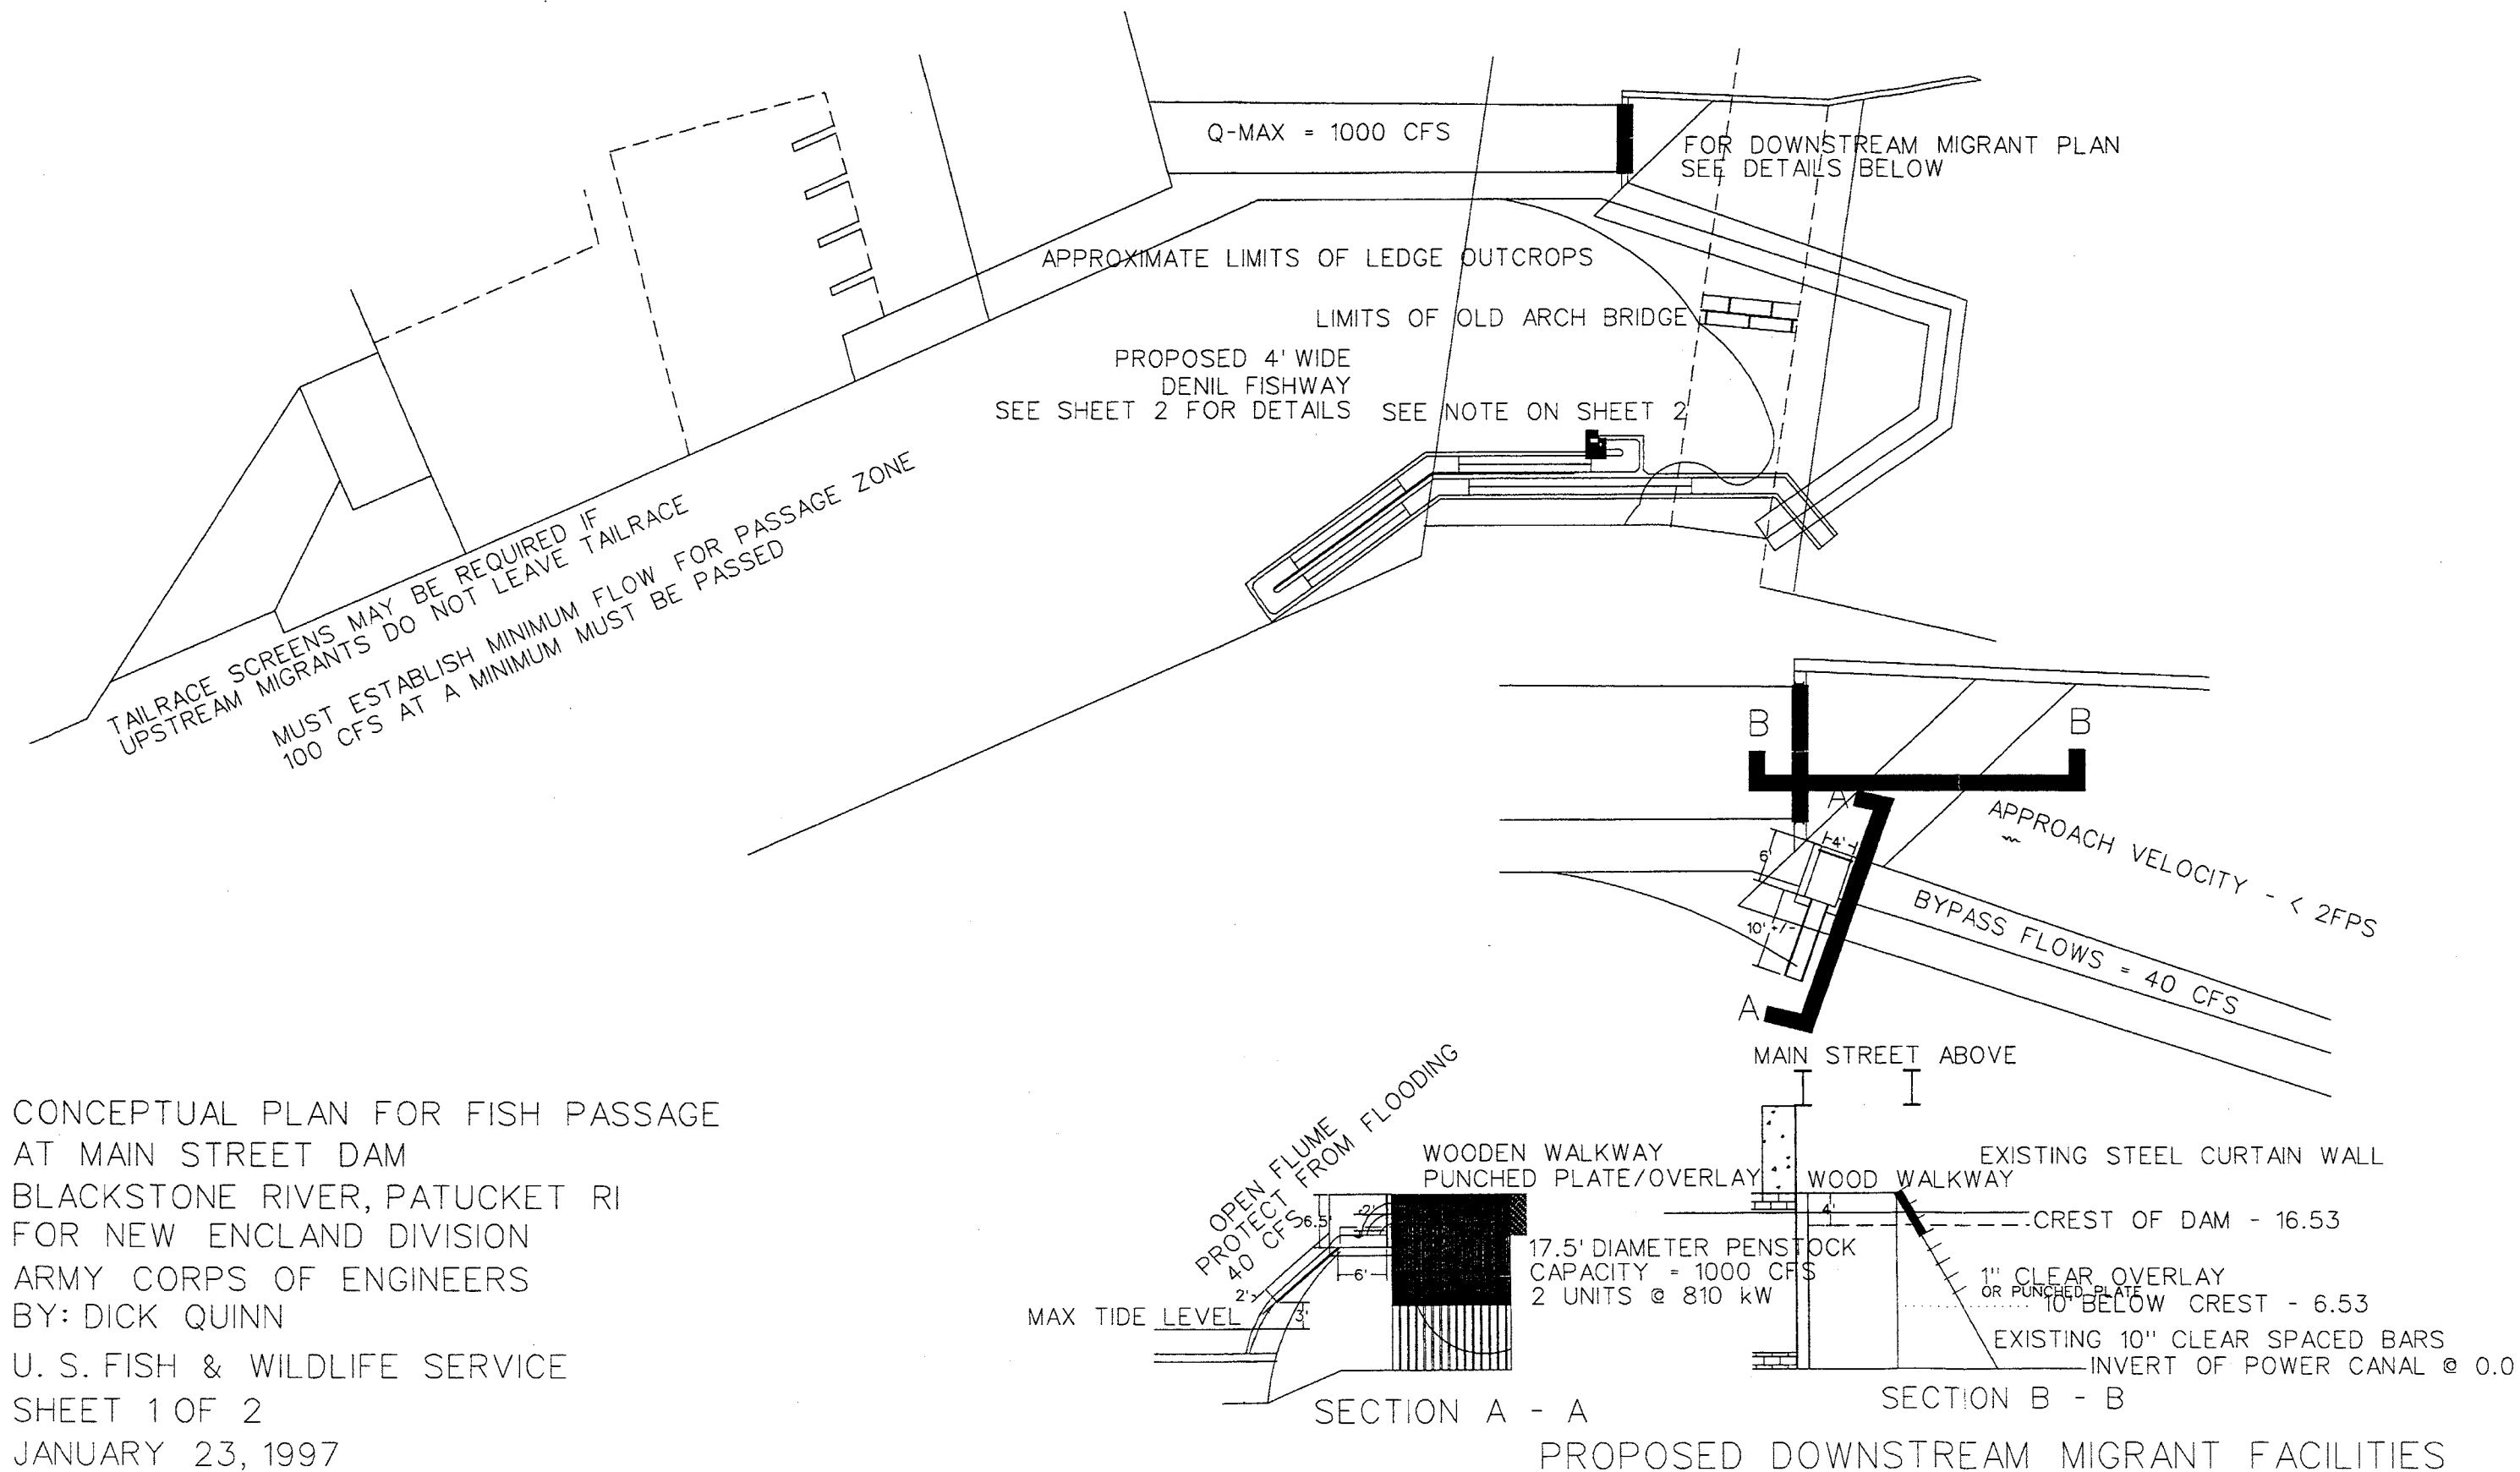 Q-MAX = 1000 CFS
FOR DOWNSTREAM MIGRANT PLAN
SEE DETAILS BELOW
APPROXIMATE LIMITS OF LEDGE OUTCROPS
LIMITS OF OLD ARCH BRIDGE
PROPOSED 4' WIDE
DENIL FISHWAY
SEE SHEET 2 FOR DETAILS
SEE NOTE ON SHEET 2
TAILRACE SCREENS MAY BE REQUIRED IF
UPSTREAM MIGRANTS DO NOT LEAVE TAILRACE
MUST ESTABLISH MINIMUM FLOW FOR PASSAGE ZONE
100 CFS AT A MINIMUM MUST BE PASSED
B
B
A
4'
6'
10' +/-
A
APPROACH VELOCITY - < 2FPS
BYPASS FLOWS = 40 CFS
MAIN STREET ABOVE
OPEN FLUME
PROTECT FROM FLOODING
40 CFS
WOODEN WALKWAY
PUNCHED PLATE/OVERLAY
6.5'
2'
6'
2'
3'
MAX TIDE LEVEL
17.5' DIAMETER PENSTOCK
CAPACITY = 1000 CFS
2 UNITS @ 810 kW
SECTION A - A
EXISTING STEEL CURTAIN WALL
WOOD WALKWAY
4'
CREST OF DAM - 16.53
1" CLEAR OVERLAY
OR PUNCHED PLATE
10' BELOW CREST - 6.53
EXISTING 10" CLEAR SPACED BARS
INVERT OF POWER CANAL @ 0.0
SECTION B - B
PROPOSED DOWNSTREAM MIGRANT FACILITIES
CONCEPTUAL PLAN FOR FISH PASSAGE
AT MAIN STREET DAM
BLACKSTONE RIVER, PATUCKET RI
FOR NEW ENCLAND DIVISION
ARMY CORPS OF ENGINEERS
BY: DICK QUINN
U. S. FISH & WILDLIFE SERVICE
SHEET 1 OF 2
JANUARY 23, 1997